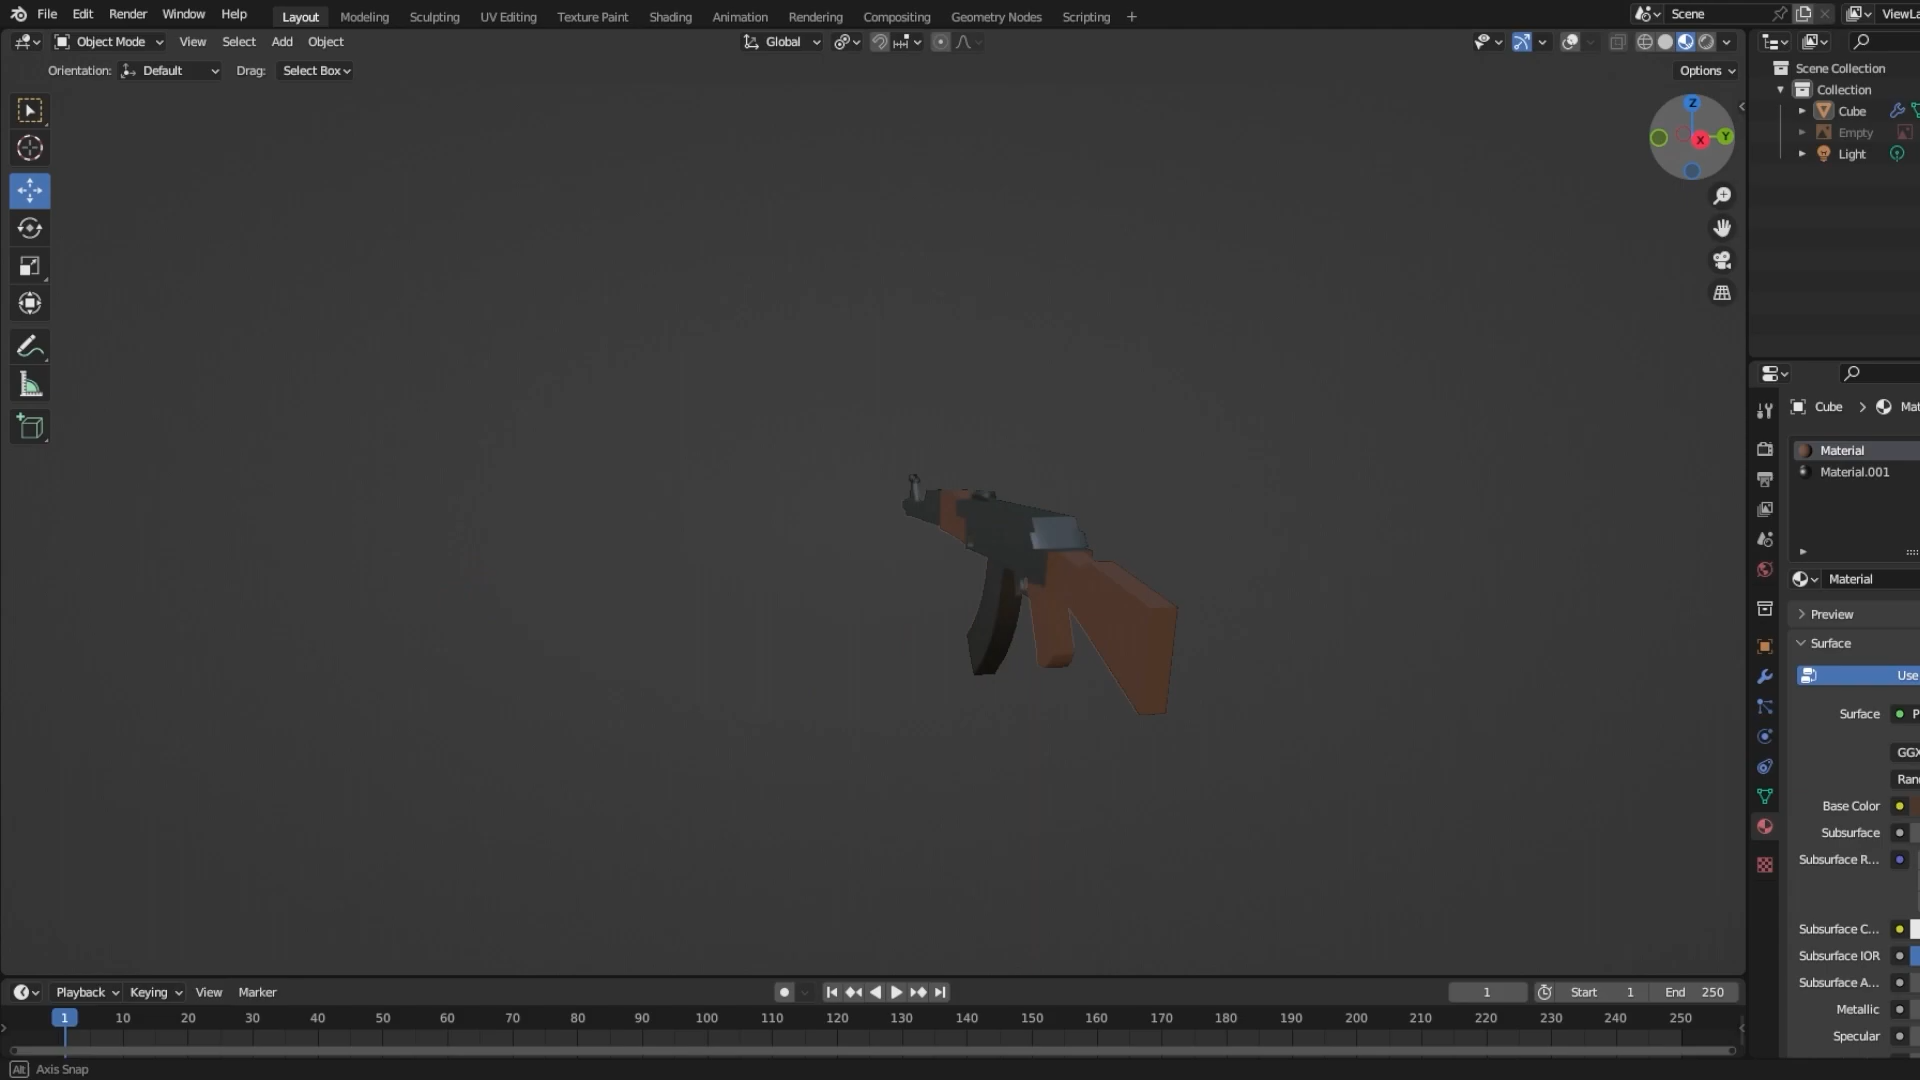 File Edit Render Window Help Layout Modeling Sculpting UV Editing Texture Paint Shading Animation Rendering Compositing Geometry Nodes Scripting + Scene
Object Mode View Select Add Object Global
Orientation: Default Drag: Select Box Options
Scene Collection
Collection
Cube
Empty
Light
Z
X
Y
Cube > Mat
Material
Material.001
Material
Preview
Surface
Use
Surface P
GGX
Ran
Base Color
Subsurface
Subsurface R...
Subsurface C...
Subsurface IOR
Subsurface A...
Metallic
Specular
Playback Keying View Marker 1 Start 1 End 250
1 10 20 30 40 50 60 70 80 90 100 110 120 130 140 150 160 170 180 190 200 210 220 230 240 250
Alt Axis Snap